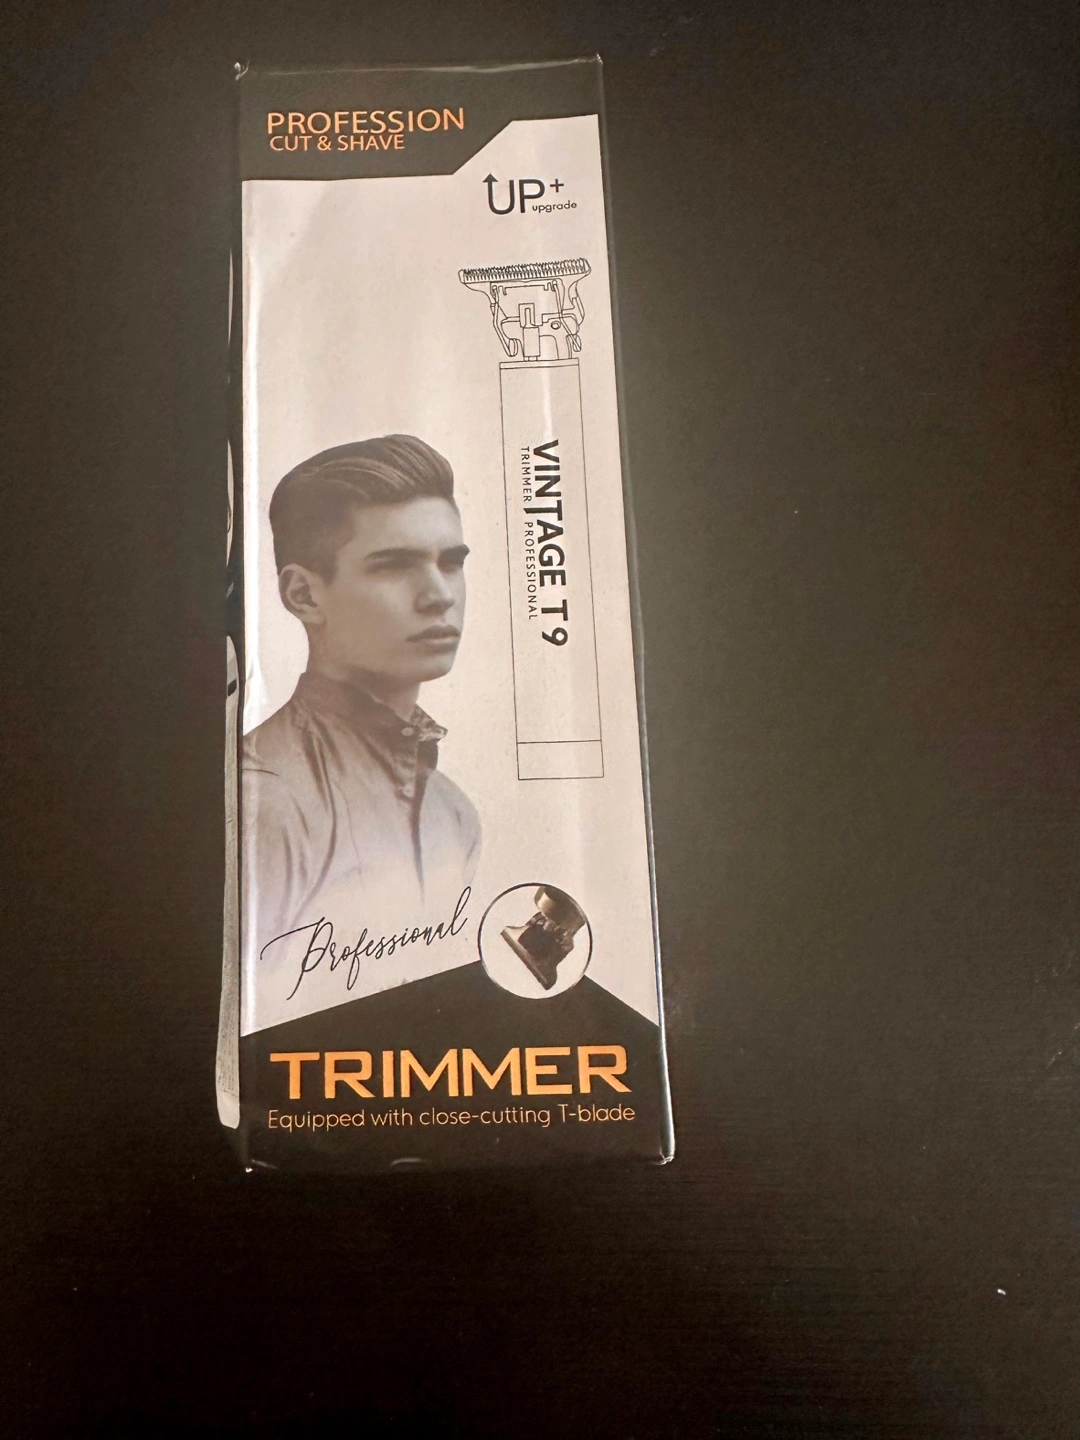 PROFESSION
CUT & SHAVE
UP+
upgrade
VINTAGE T9
TRIMMER PROFESSIONAL
Professional
TRIMMER
Equipped with close-cutting T-blade